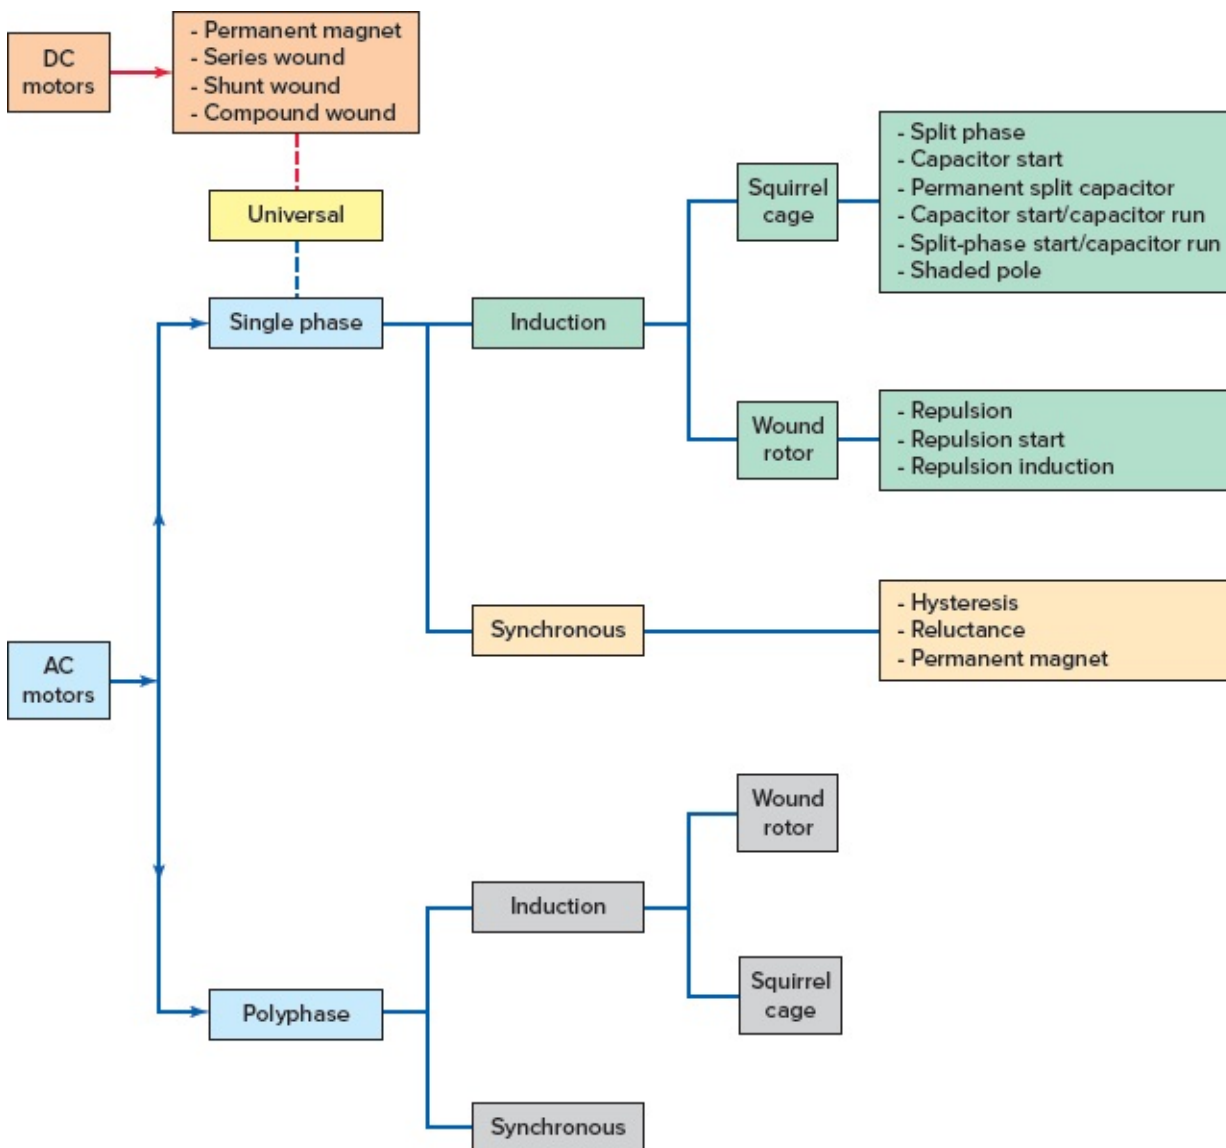 DC
motors
- Permanent magnet
- Series wound
- Shunt wound
- Compound wound
Universal
Single phase
Induction
Squirrel
cage
- Split phase
- Capacitor start
- Permanent split capacitor
- Capacitor start/capacitor run
- Split-phase start/capacitor run
- Shaded pole
Wound
rotor
- Repulsion
- Repulsion start
- Repulsion induction
Synchronous
- Hysteresis
- Reluctance
- Permanent magnet
AC
motors
Polyphase
Induction
Wound
rotor
Squirrel
cage
Synchronous